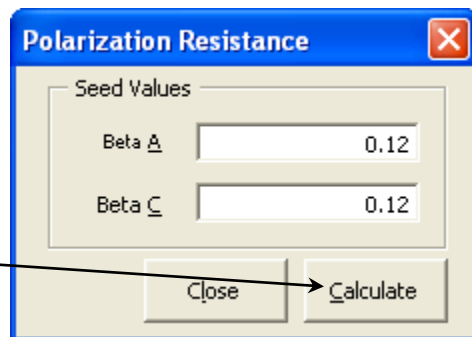 Polarization Resistance
Seed Values
Beta A 0.12
Beta C 0.12
Close Calculate